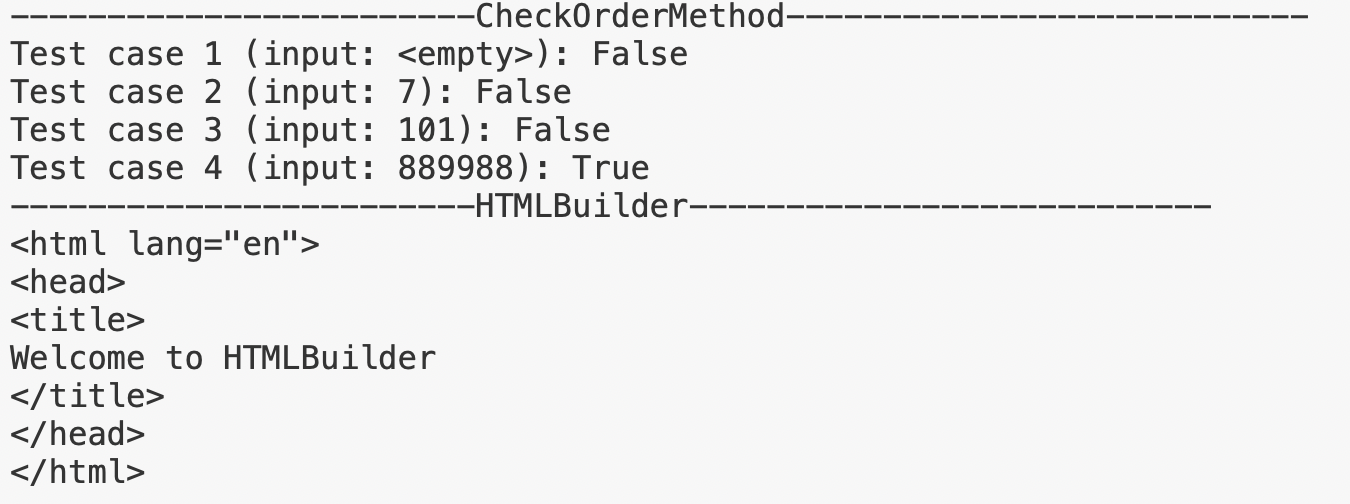 ------------------------CheckOrderMethod---------------------------
Test case 1 (input: <empty>): False
Test case 2 (input: 7): False
Test case 3 (input: 101): False
Test case 4 (input: 889988): True
------------------------HTMLBuilder---------------------------
<html lang="en">
<head>
<title>
Welcome to HTMLBuilder
</title>
</head>
</html>